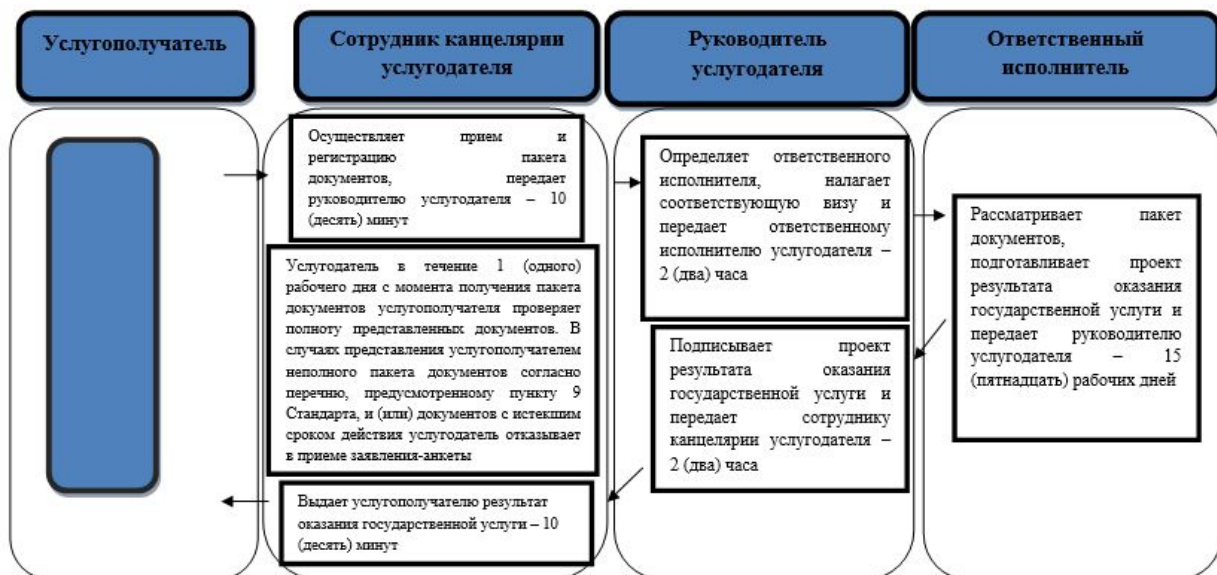 Услугополучатель
Сотрудник канцелярии
услугодателя
Руководитель
услугодателя
Ответственный
исполнитель
Осуществляет прием и
регистрацию пакета
документов, передает
руководителю услугодателя – 10
(десять) минут
Услугодатель в течение 1 (одного)
рабочего дня с момента получения пакета
документов услугополучателя проверяет
полноту представленных документов. В
случаях представления услугополучателем
неполного пакета документов согласно
перечню, предусмотренному пункту 9
Стандарта, и (или) документов с истекшим
сроком действия услугодатель отказывает
в приеме заявления-анкеты
Выдает услугополучателю результат
оказания государственной услуги – 10
(десять) минут
Определяет ответственного
исполнителя, налагает
соответствующую визу и
передает ответственному
исполнителю услугодателя –
2 (два) часа
Подписывает проект
результата оказания
государственной услуги и
передает сотруднику
канцелярии услугодателя –
2 (два) часа
Рассматривает пакет
документов,
подготавливает проект
результата оказания
государственной услуги и
передает руководителю
услугодателя – 15
(пятнадцать) рабочих дней